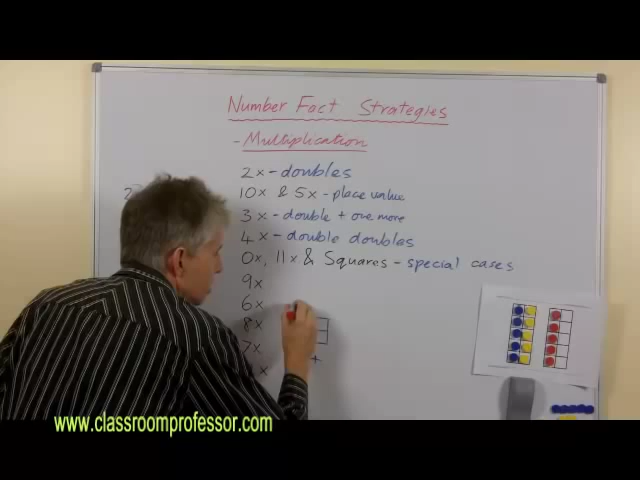 Number Fact Strategies
- Multiplication
2x - doubles
10x & 5x - place value
3x - double + one more
4x - double doubles
0x, 11x & Squares - special cases
9x
6x
8x
7x
x
+
www.classroomprofessor.com